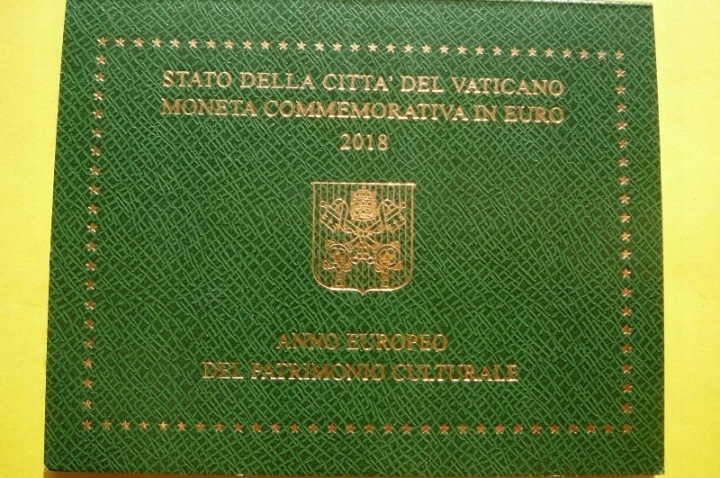 STATO DELLA CITTA' DEL VATICANO
MONETA COMMEMORATIVA IN EURO
2018
ANNO EUROPEO
DEL PATRIMONIO CULTURALE